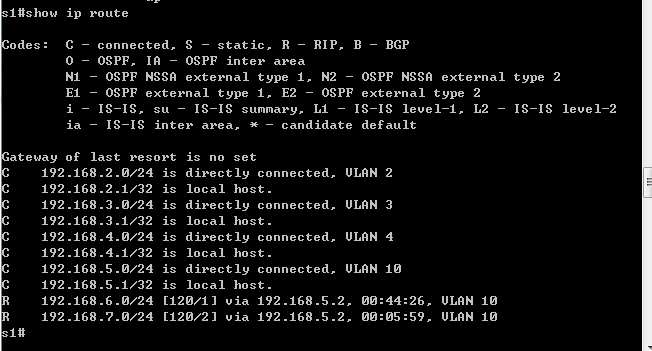 s1#show ip route
Codes:  C - connected, S - static, R - RIP, B - BGP
O - OSPF, IA - OSPF inter area
N1 - OSPF NSSA external type 1, N2 - OSPF NSSA external type 2
E1 - OSPF external type 1, E2 - OSPF external type 2
i - IS-IS, su - IS-IS summary, L1 - IS-IS level-1, L2 - IS-IS level-2
ia - IS-IS inter area, * - candidate default
Gateway of last resort is no set
C    192.168.2.0/24 is directly connected, VLAN 2
C    192.168.2.1/32 is local host.
C    192.168.3.0/24 is directly connected, VLAN 3
C    192.168.3.1/32 is local host.
C    192.168.4.0/24 is directly connected, VLAN 4
C    192.168.4.1/32 is local host.
C    192.168.5.0/24 is directly connected, VLAN 10
C    192.168.5.1/32 is local host.
R    192.168.6.0/24 [120/1] via 192.168.5.2, 00:44:26, VLAN 10
R    192.168.7.0/24 [120/2] via 192.168.5.2, 00:05:59, VLAN 10
s1#